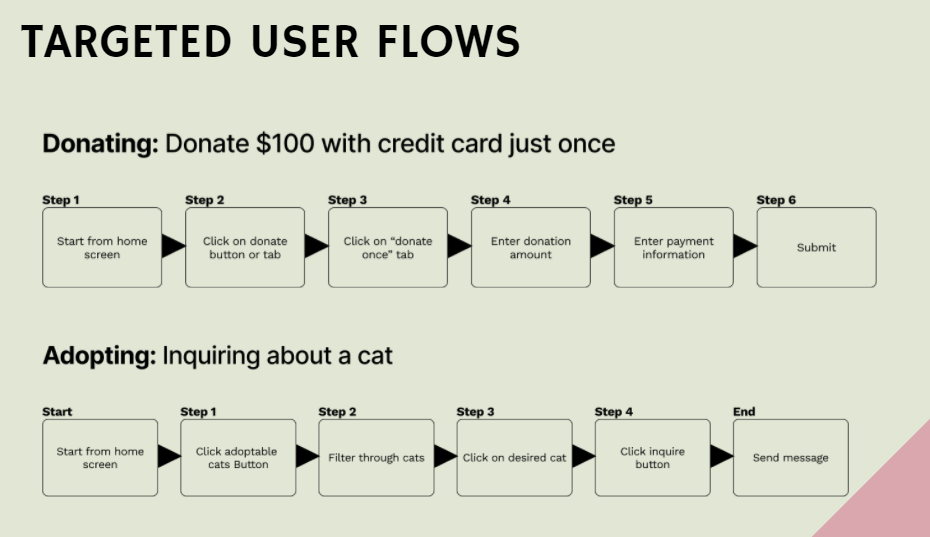 TARGETED USER FLOWS
Donating: Donate $100 with credit card just once
Step 1
Start from home
screen
Step 2
Click on donate
button or tab
Step 3
Click on “donate
once” tab
Step 4
Enter donation
amount
Step 5
Enter payment
information
Step 6
Submit
Adopting: Inquiring about a cat
Start
Start from home
screen
Step 1
Click adoptable
cats Button
Step 2
Filter through cats
Step 3
Click on desired cat
Step 4
Click inquire
button
End
Send message